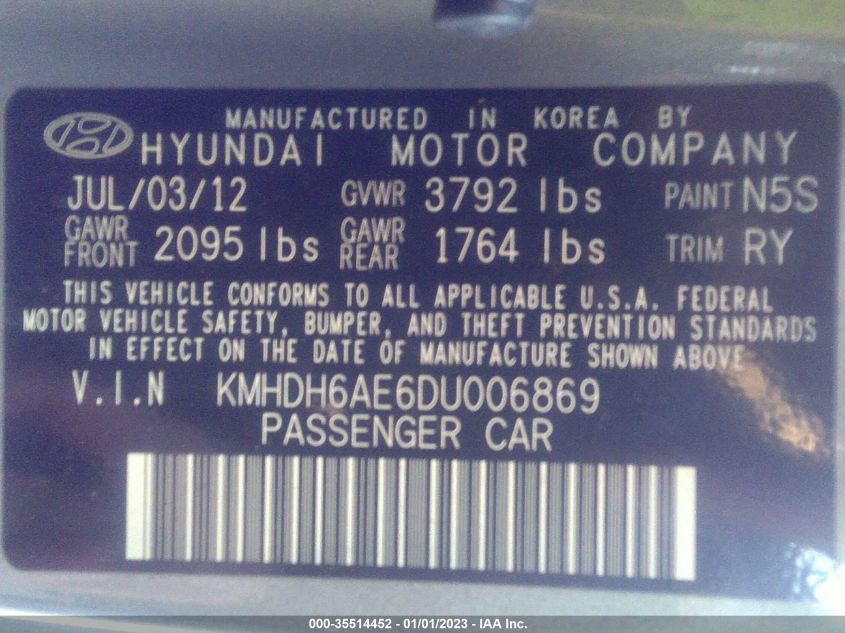 MANUFACTURED IN KOREA BY
HYUNDAI MOTOR COMPANY
JUL/03/12 GVWR 3792 lbs PAINT N5S
GAWR FRONT 2095 lbs GAWR REAR 1764 lbs TRIM RY
THIS VEHICLE CONFORMS TO ALL APPLICABLE U.S.A. FEDERAL
MOTOR VEHICLE SAFETY, BUMPER, AND THEFT PREVENTION STANDARDS
IN EFFECT ON THE DATE OF MANUFACTURE SHOWN ABOVE
V.I.N KMHDH6AE6DU006869
PASSENGER CAR
000-35514452 - 01/01/2023 - IAA Inc.